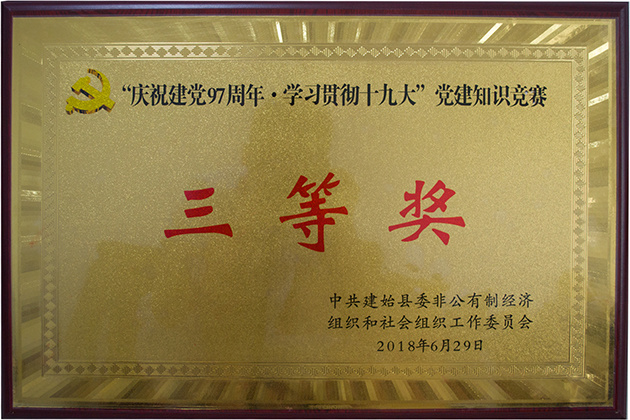 “庆祝建党97周年·学习贯彻十九大”党建知识竞赛
三等奖
中共建始县委非公有制经济
组织和社会组织工作委员会
2018年6月29日